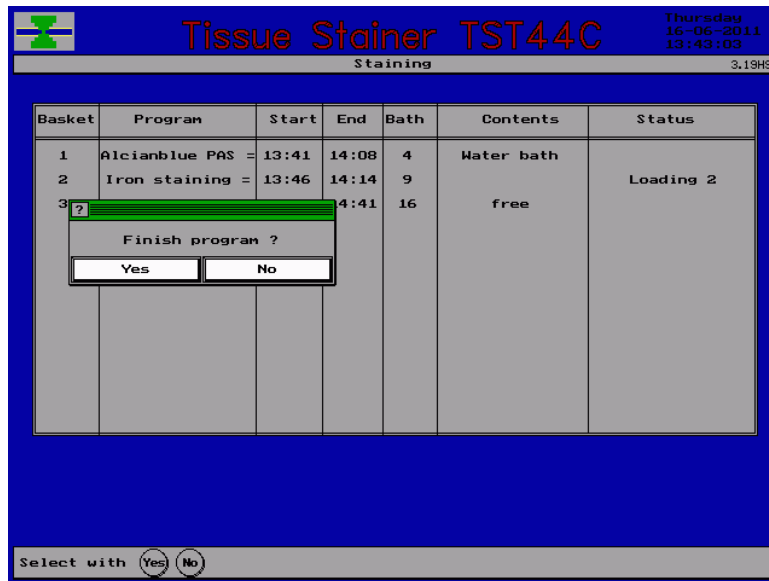 Tissue Stainer TST44C
Thursday
16-06-2011
13:43:03
Staining
3.19HS
Basket Program Start End Bath Contents Status
1 Alcianblue PAS = 13:41 14:08 4 Water bath
2 Iron staining = 13:46 14:14 9 Loading 2
3 14:41 16 free
?
Finish program ?
Yes No
Select with Yes No